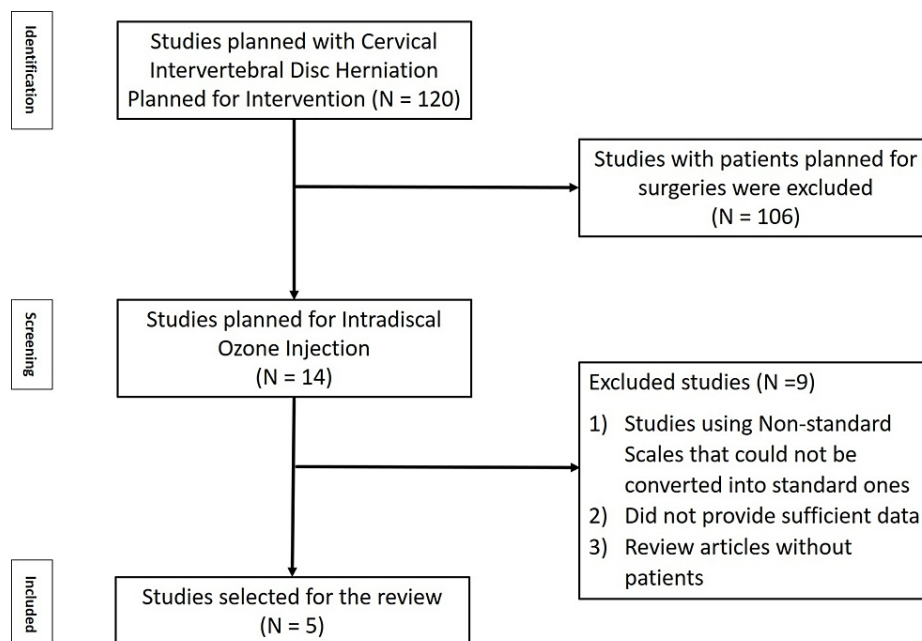 Identification
Studies planned with Cervical
Intervertebral Disc Herniation
Planned for Intervention (N = 120)
Studies with patients planned for
surgeries were excluded
(N = 106)
Screening
Studies planned for Intradiscal
Ozone Injection
(N = 14)
Excluded studies (N =9)
1) Studies using Non-standard
Scales that could not be
converted into standard ones
2) Did not provide sufficient data
3) Review articles without
patients
Included
Studies selected for the review
(N = 5)